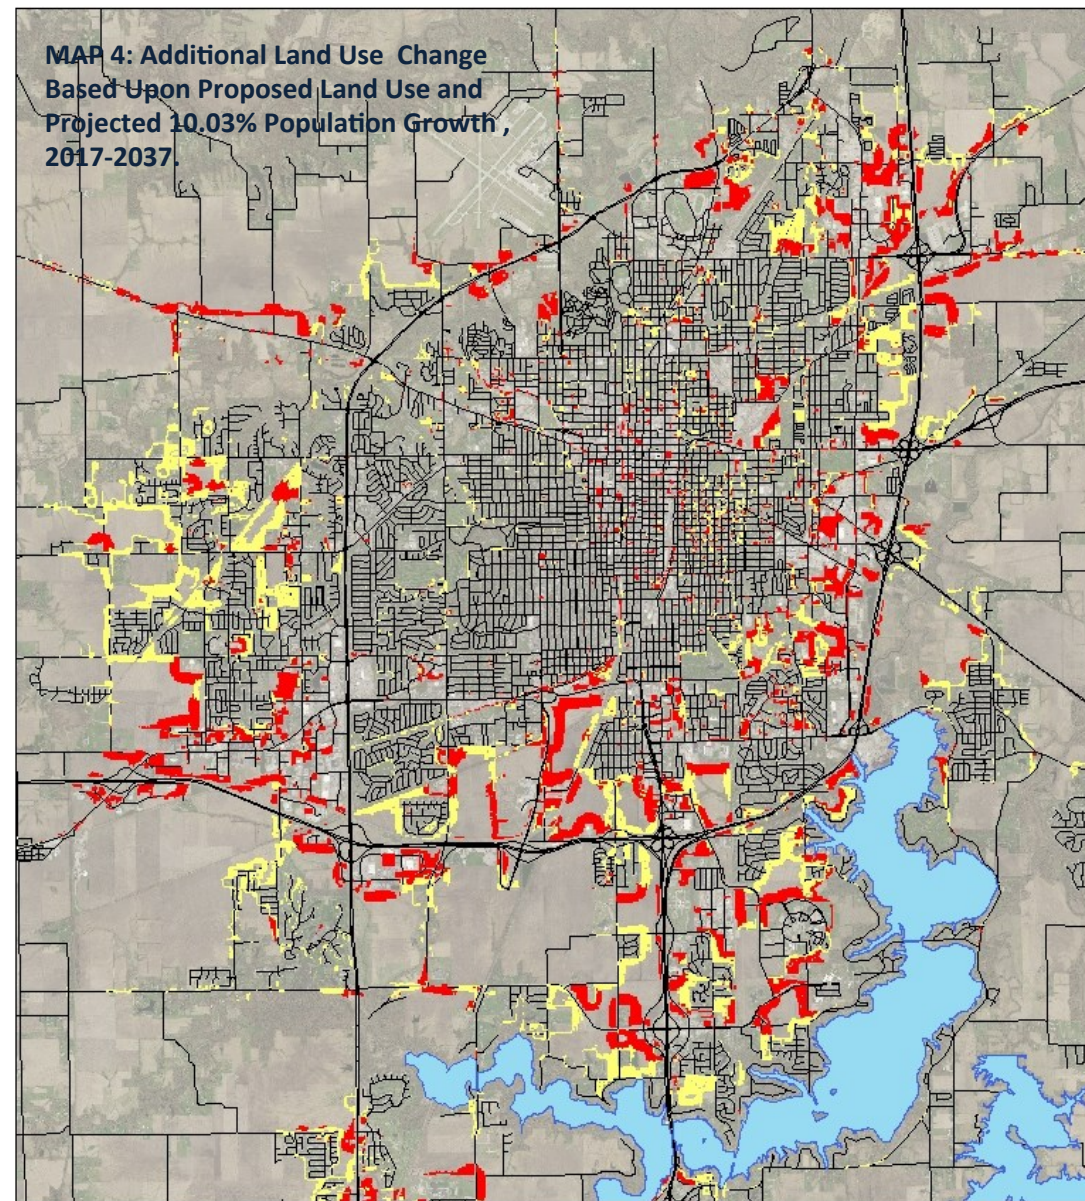 MAP 4: Additional Land Use  Change
Based Upon Proposed Land Use and
Projected 10.03% Population Growth ,
2017-2037.